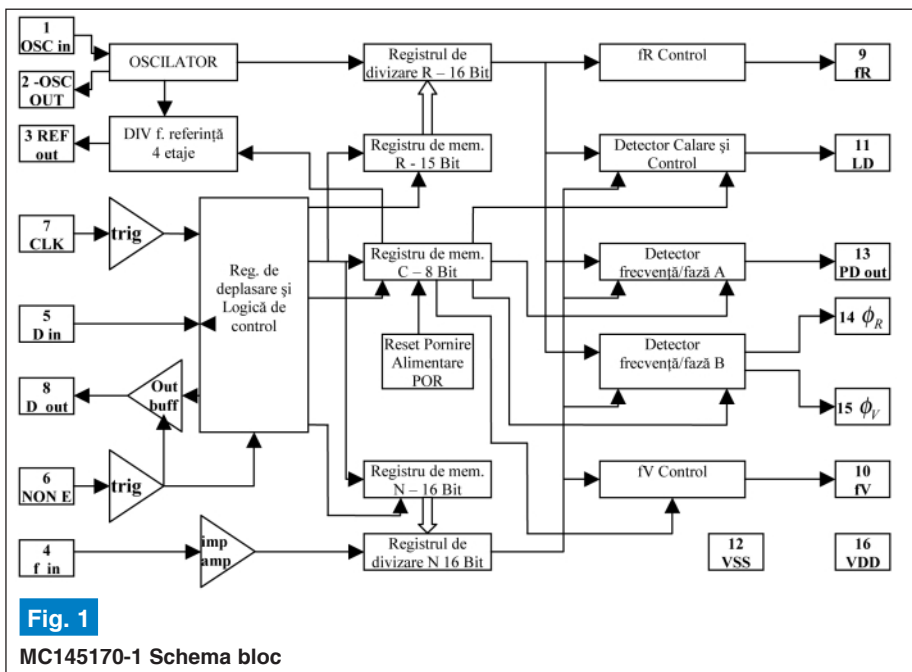 1
OSC in
OSCILATOR
Registrul de
divizare R – 16 Bit
fR Control
9
fR
2 -OSC
OUT
3 REF
out
DIV f. referință
4 etaje
Registru de mem.
R - 15 Bit
Detector Calare și
Control
11
LD
7
CLK
trig
Reg. de
deplasare și
Logică de
control
Registru de mem.
C – 8 Bit
Detector
frecvență/fază A
13
PD out
5
D in
Reset Pornire
Alimentare
POR
Detector
frecvență/fază B
14 ϕR
8
D out
Out
buff
15 ϕV
6
NON E
trig
Registru de mem.
N – 16 Bit
fV Control
10
fV
4
f in
imp
amp
Registrul de
divizare N 16 Bit
12
VSS
16
VDD
Fig. 1
MC145170-1 Schema bloc